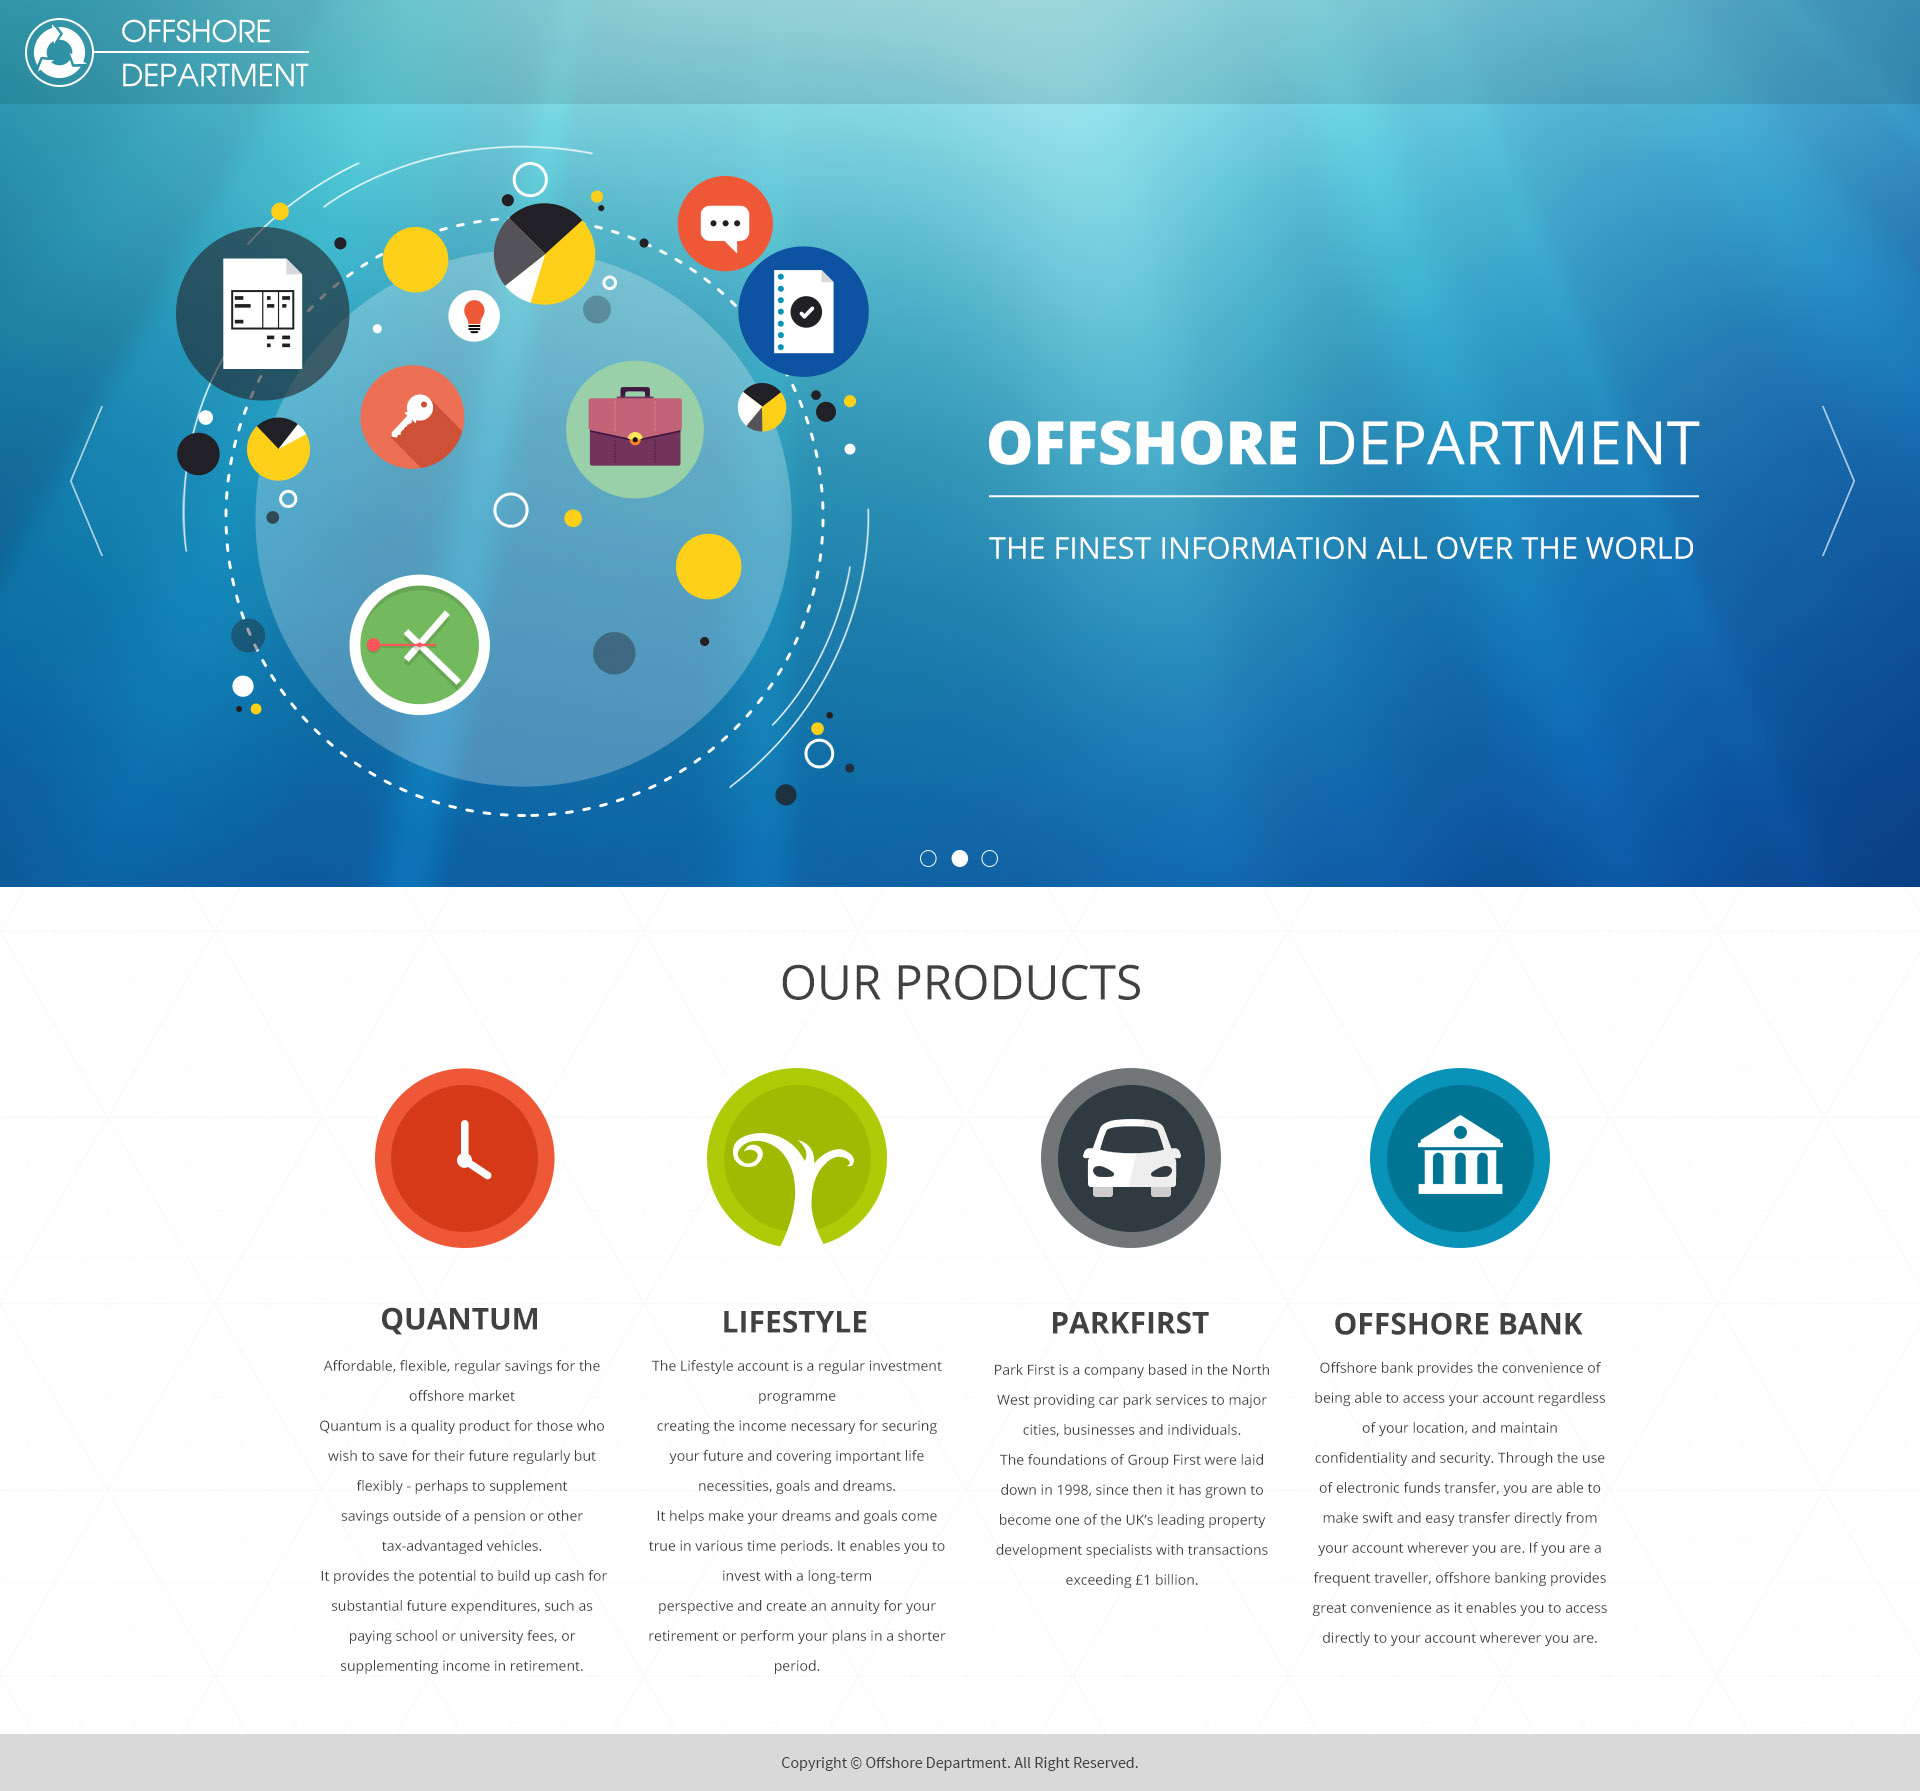 OFFSHORE
DEPARTMENT
OFFSHORE DEPARTMENT
THE FINEST INFORMATION ALL OVER THE WORLD
OUR PRODUCTS
QUANTUM
Affordable, flexible, regular savings for the
offshore market
Quantum is a quality product for those who
wish to save for their future regularly but
flexibly - perhaps to supplement
savings outside of a pension or other
tax-advantaged vehicles.
It provides the potential to build up cash for
substantial future expenditures, such as
paying school or university fees, or
supplementing income in retirement.
LIFESTYLE
The Lifestyle account is a regular investment
programme
creating the income necessary for securing
your future and covering important life
necessities, goals and dreams.
It helps make your dreams and goals come
true in various time periods. It enables you to
invest with a long-term
perspective and create an annuity for your
retirement or perform your plans in a shorter
period.
PARKFIRST
Park First is a company based in the North
West providing car park services to major
cities, businesses and individuals.
The foundations of Group First were laid
down in 1998, since then it has grown to
become one of the UK's leading property
development specialists with transactions
exceeding £1 billion.
OFFSHORE BANK
Offshore bank provides the convenience of
being able to access your account regardless
of your location, and maintain
confidentiality and security. Through the use
of electronic funds transfer, you are able to
make swift and easy transfer directly from
your account wherever you are. If you are a
frequent traveller, offshore banking provides
great convenience as it enables you to access
directly to your account wherever you are.
Copyright © Offshore Department. All Right Reserved.